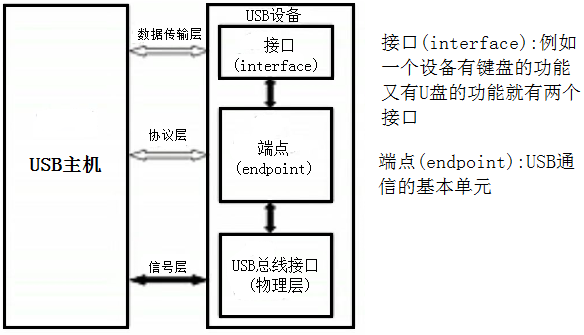 USB设备
数据传输层
接口
(interface)
协议层
端点
(endpoint)
USB主机
信号层
USB总线接口
(物理层)
接口(interface):例如
一个设备有键盘的功能
又有U盘的功能就有两个
接口
端点(endpoint):USB通
信的基本单元